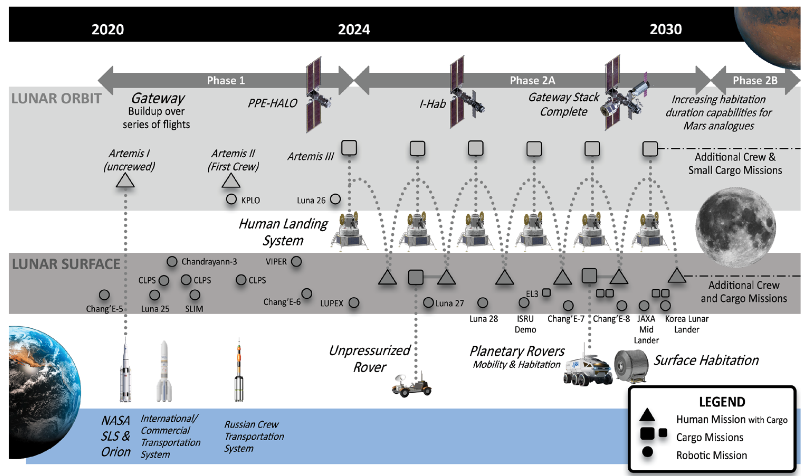 2020
2024
2030
Phase 1
Phase 2A
Phase 2B
LUNAR ORBIT
Gateway
Buildup over
series of flights
PPE-HALO
I-Hab
Gateway Stack
Complete
Increasing habitation
duration capabilities for
Mars analogues
Artemis I
(uncrewed)
Artemis II
(First Crew)
Artemis III
Additional Crew &
Small Cargo Missions
KPLO
Luna 26
Human Landing
System
LUNAR SURFACE
Chandrayann-3
VIPER
CLPS
CLPS
CLPS
Chang'E-5
Luna 25
SLIM
Chang'E-6
LUPEX
Luna 27
Luna 28
EL3
ISRU
Demo
Chang'E-7
Chang'E-8
JAXA
Mid
Lander
Korea Lunar
Lander
Additional Crew
and Cargo Missions
Unpressurized
Rover
Planetary Rovers
Mobility & Habitation
Surface Habitation
NASA
SLS &
Orion
International/
Commercial
Transportation
System
Russian Crew
Transportation
System
LEGEND
Human Mission with Cargo
Cargo Missions
Robotic Mission